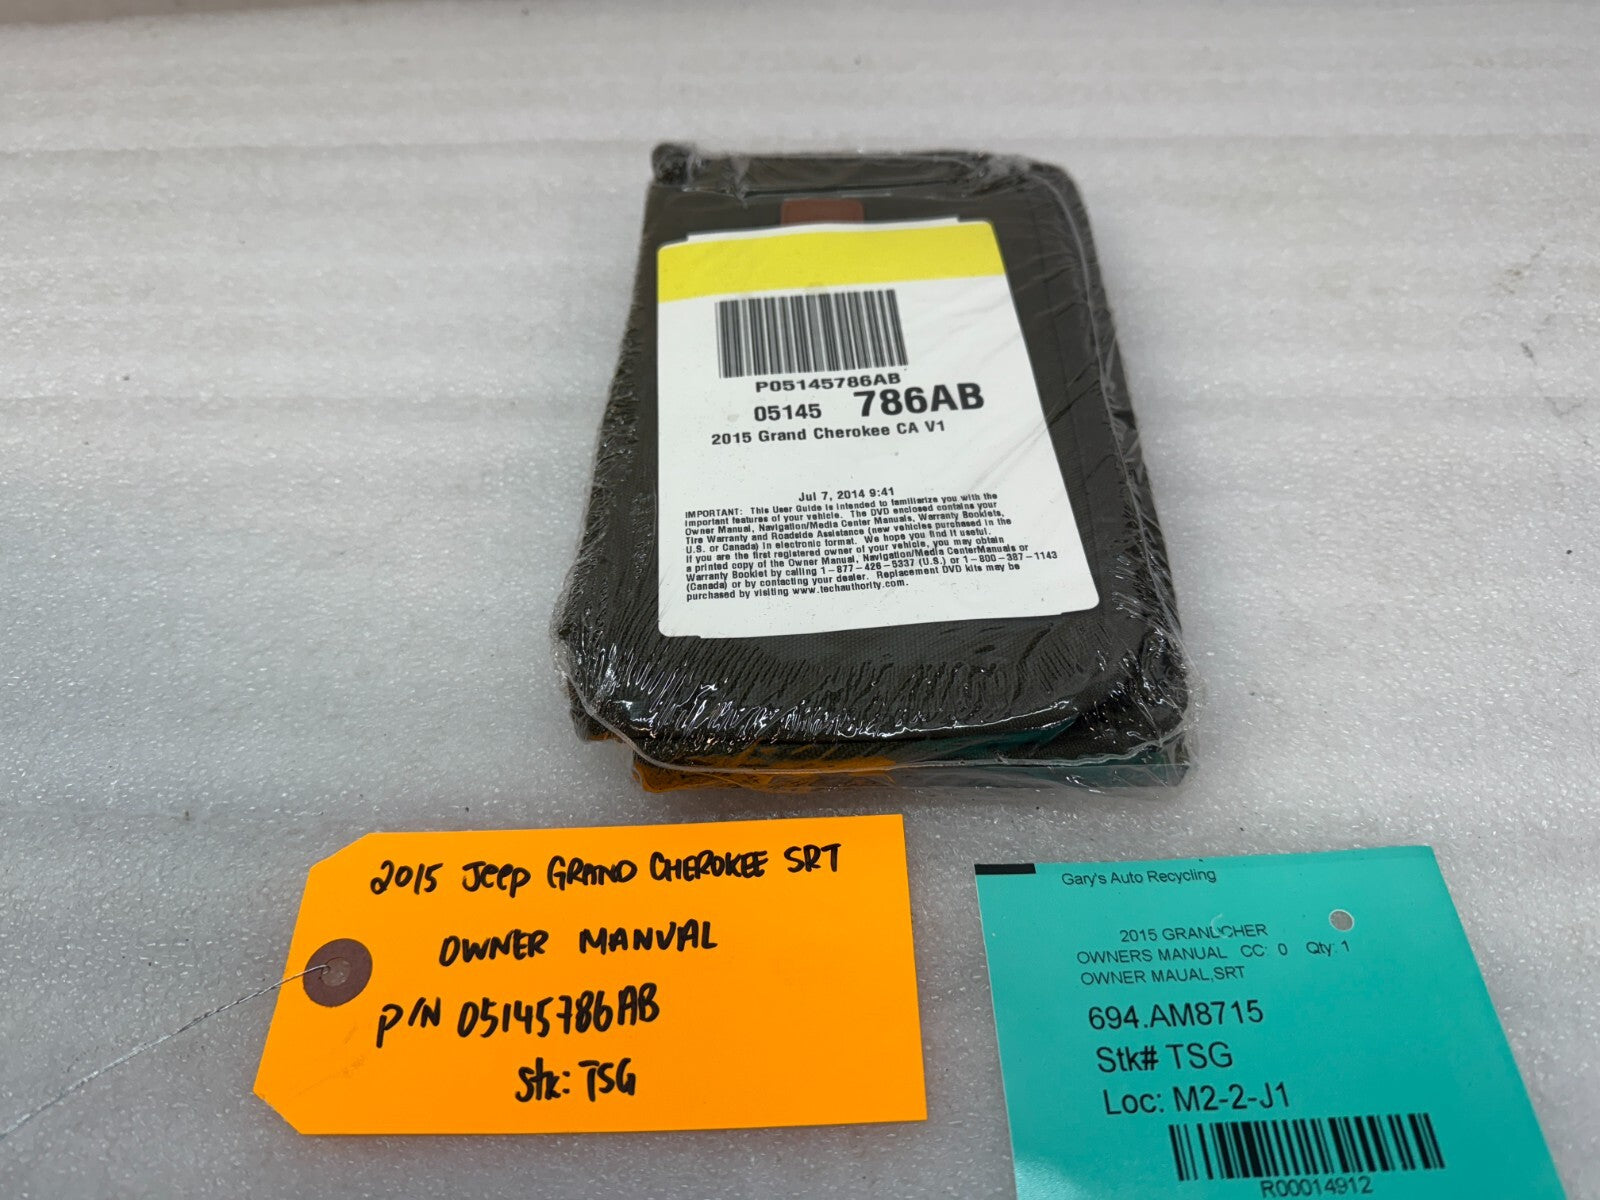 P05145786AB
05145 786AB
2015 Grand Cherokee CA V1
Jul 7, 2014 9:41
IMPORTANT: This User Guide is intended to familiarize you with the
important features of your vehicle. The DVD enclosed contains your
Owner Manual, Navigation/Media Center Manuals, Warranty Booklets,
Tire Warranty and Roadside Assistance (new vehicles purchased in the
U.S. or Canada) in electronic format. We hope you find it useful.
If you are the first registered owner of your vehicle, you may obtain
a printed copy of the Owner Manual, Navigation/Media CenterManuals or
Warranty Booklet by calling 1-877-426-5337 (U.S.) or 1-800-387-1143
(Canada) or by contacting your dealer. Replacement DVD kits may be
purchased by visiting www.techauthority.com.
2015 Jeep GRAND CHEROKEE SRT
OWNER MANUAL
P/N 05145786AB
Stk: TSG
Gary's Auto Recycling
2015 GRANDCHER
OWNERS MANUAL CC: 0 Qty: 1
OWNER MAUAL,SRT
694.AM8715
Stk# TSG
Loc: M2-2-J1
R00014912